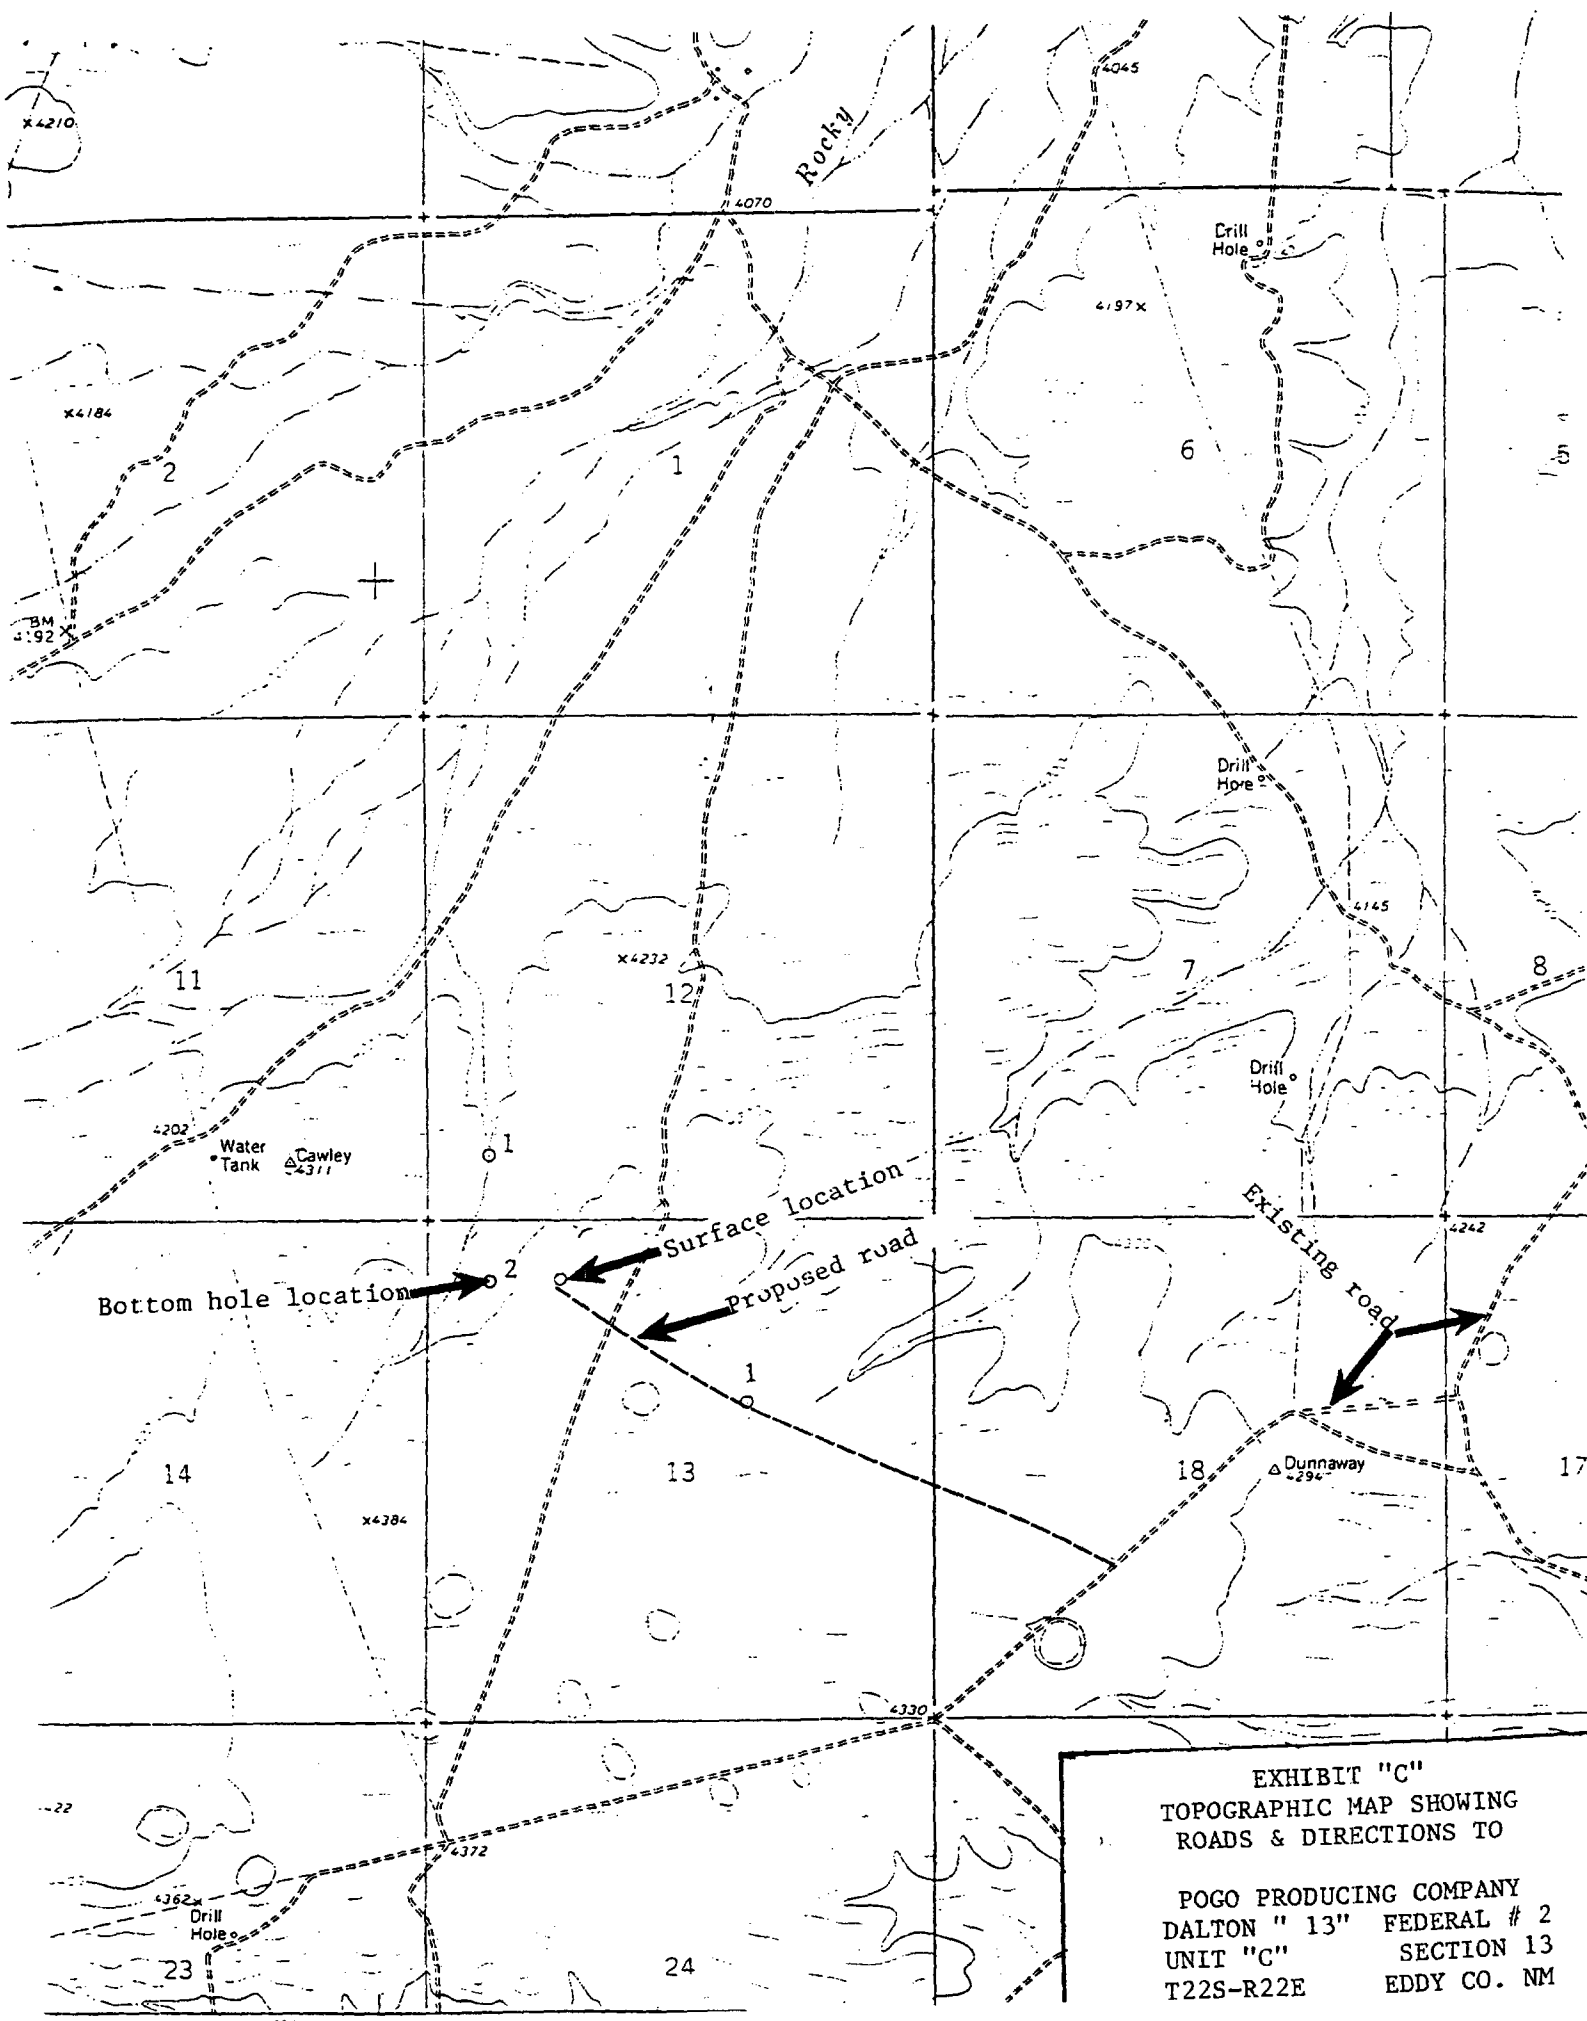 4045
x4210
Rocky
4070
Drill
Hole
4197x
x4184
2
1
6
5
BM
4192 x
Drill
Hole
4145
x4232
11
12
7
8
Drill
Hole
4202
Water
Tank
Cawley
4311
1
Surface location
Existing road
4242
Proposed road
2
Bottom hole location
1
14
13
18
Dunnaway
4294
17
x4384
4330
4372
4362x
Drill
Hole
23
24
EXHIBIT "C"
TOPOGRAPHIC MAP SHOWING
ROADS & DIRECTIONS TO
POGO PRODUCING COMPANY
DALTON " 13" FEDERAL # 2
UNIT "C" SECTION 13
T22S-R22E EDDY CO. NM